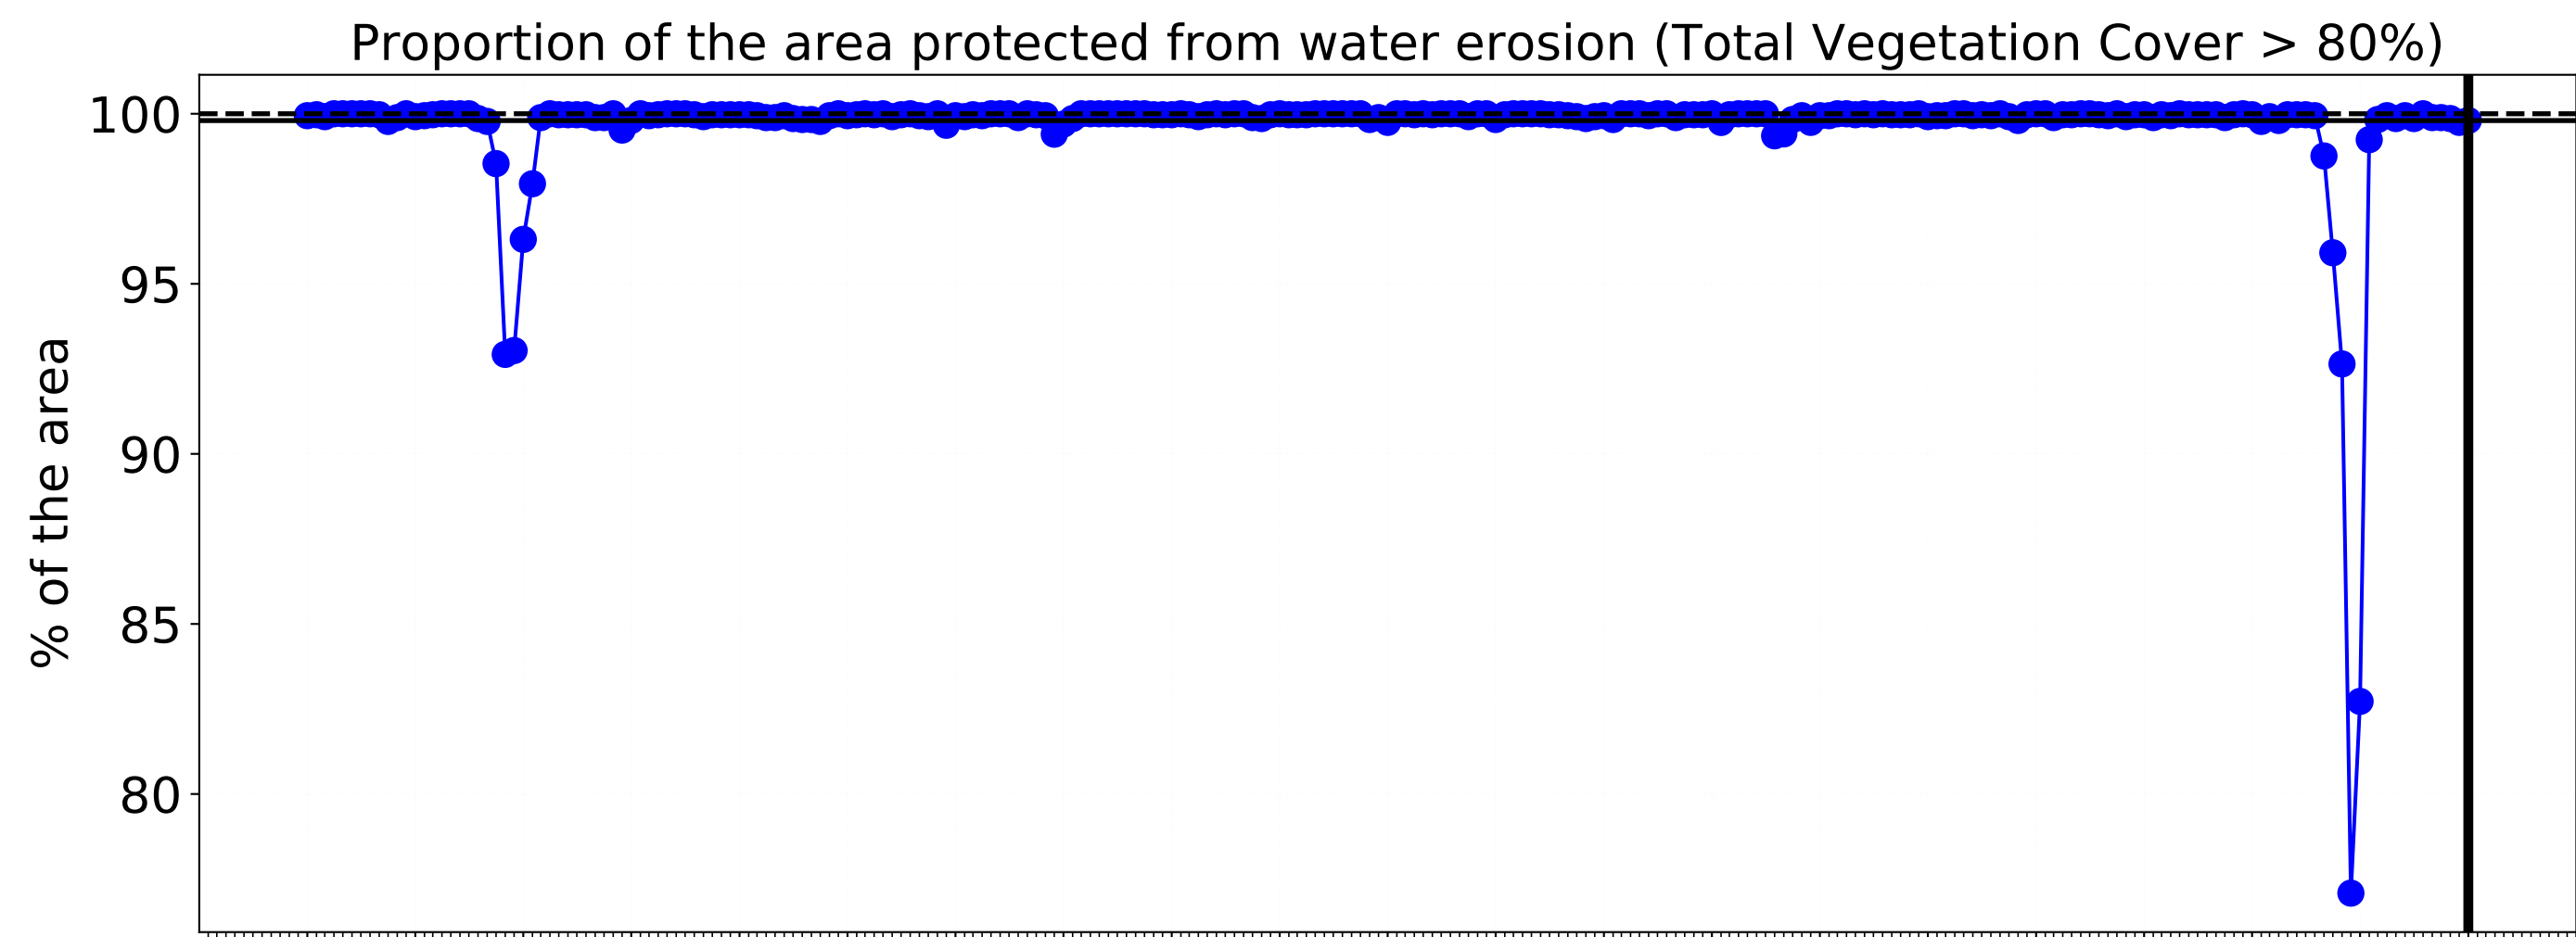 Proportion of the area protected from water erosion (Total Vegetation Cover > 80%)
100
95
90
85
80
% of the area